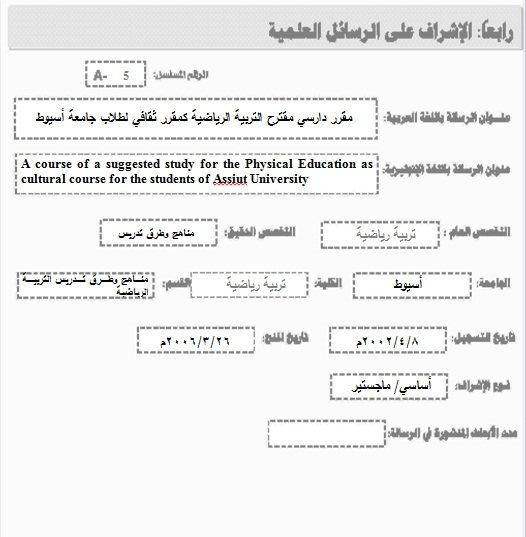 رابعاً: الإشراف على الرسائل العلمية
الرقم المسلسل: A- 5
عنوان الرسالة باللغة العربية: مقرر دارسي مقترح التربية الرياضية كمقرر ثقافي لطلاب جامعة أسيوط
عنوان الرسالة باللغة الإنجليزية: A course of a suggested study for the Physical Education as
cultural course for the students of Assiut University
التخصص العام: تربية رياضية التخصص الدقيق: مناهج وطرق تدريس
الجامعة: أسيوط الكلية: تربية رياضية القسم: مناهج وطرق تدريس التربية
الرياضية
تاريخ التسجيل: ٢٠٠٢/٤/٨م تاريخ المنح: ٢٠٠٦/٣/٢٦م
نوع الإشراف: أساسي/ ماجستير
عدد الأبحاث المنشورة في الرسالة: